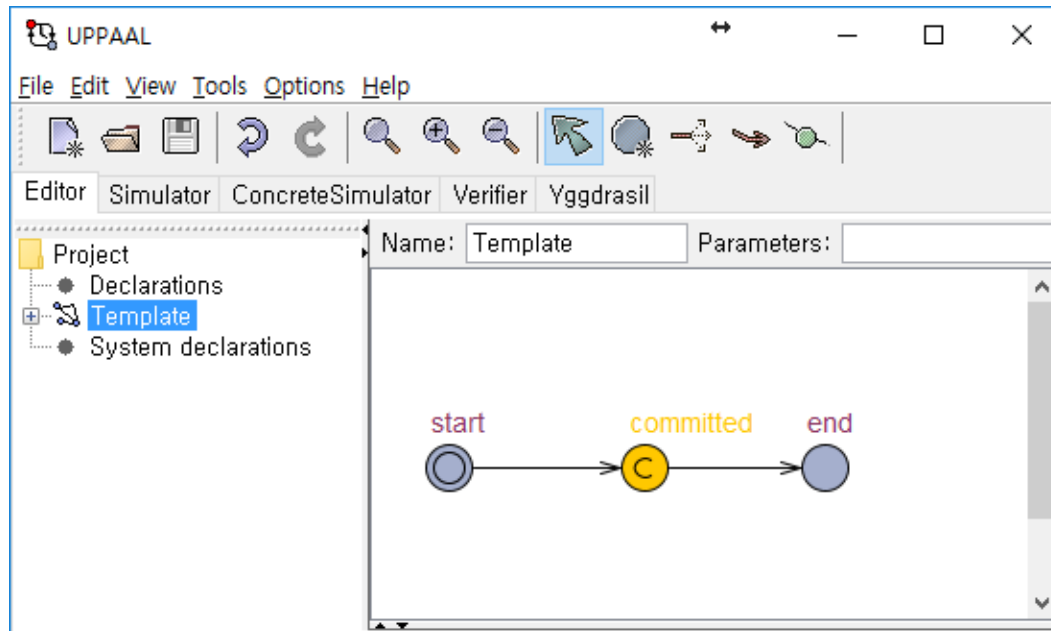 UPPAAL
File Edit View Tools Options Help
Editor Simulator ConcreteSimulator Verifier Yggdrasil
Project
Declarations
Template
System declarations
Name: Template Parameters:
start committed end
C